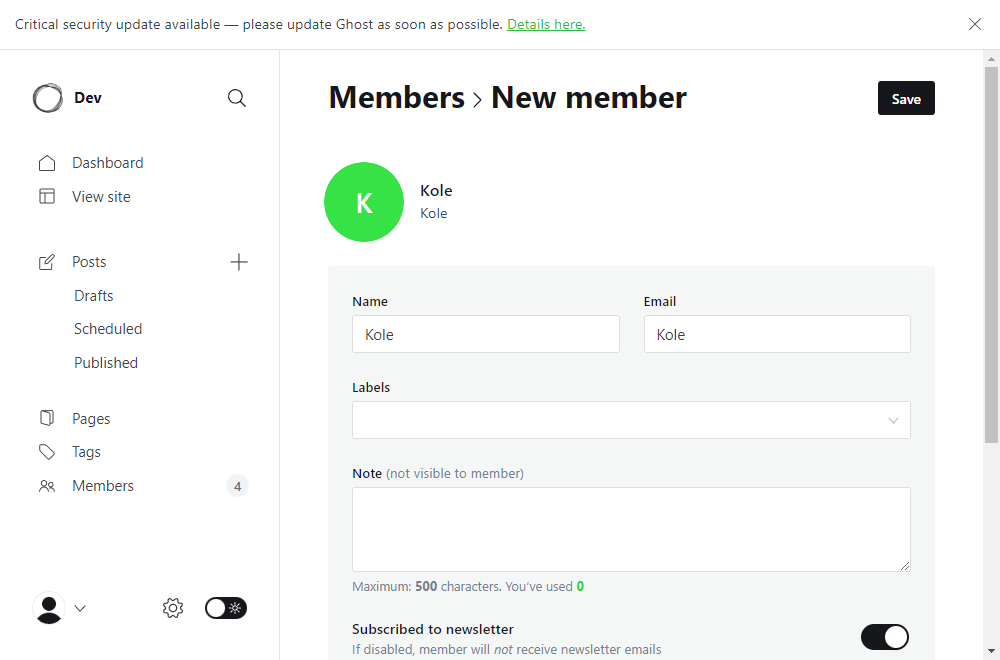 Critical security update available — please update Ghost as soon as possible. Details here.
Dev
Members > New member
Save
Dashboard
View site
K
Kole
Kole
Posts
Drafts
Scheduled
Published
Name
Email
Kole
Kole
Labels
Pages
Tags
Members
4
Note (not visible to member)
Maximum: 500 characters. You've used 0
Subscribed to newsletter
If disabled, member will not receive newsletter emails